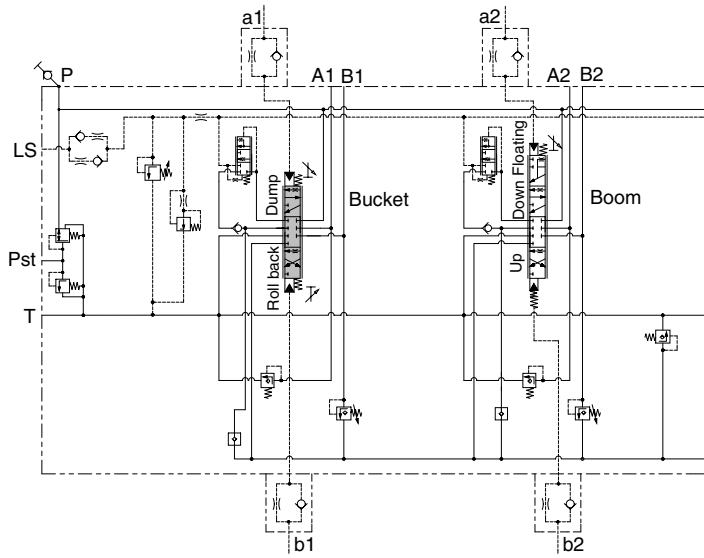 a1
a2
P
A1
B1
A2
B2
LS
Dump
Bucket
Down Floating
Boom
Pst
Roll back
Up
T
b1
b2